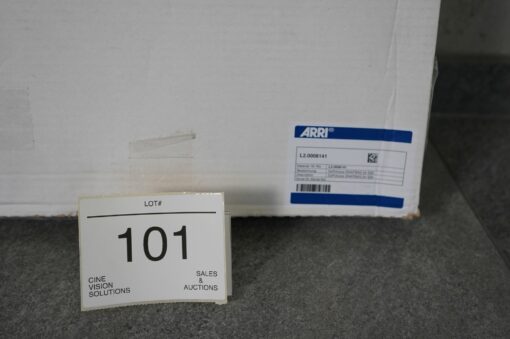 ARRI
L2.0008141
LOT#
101
CINE
VISION
SOLUTIONS
SALES
&
AUCTIONS